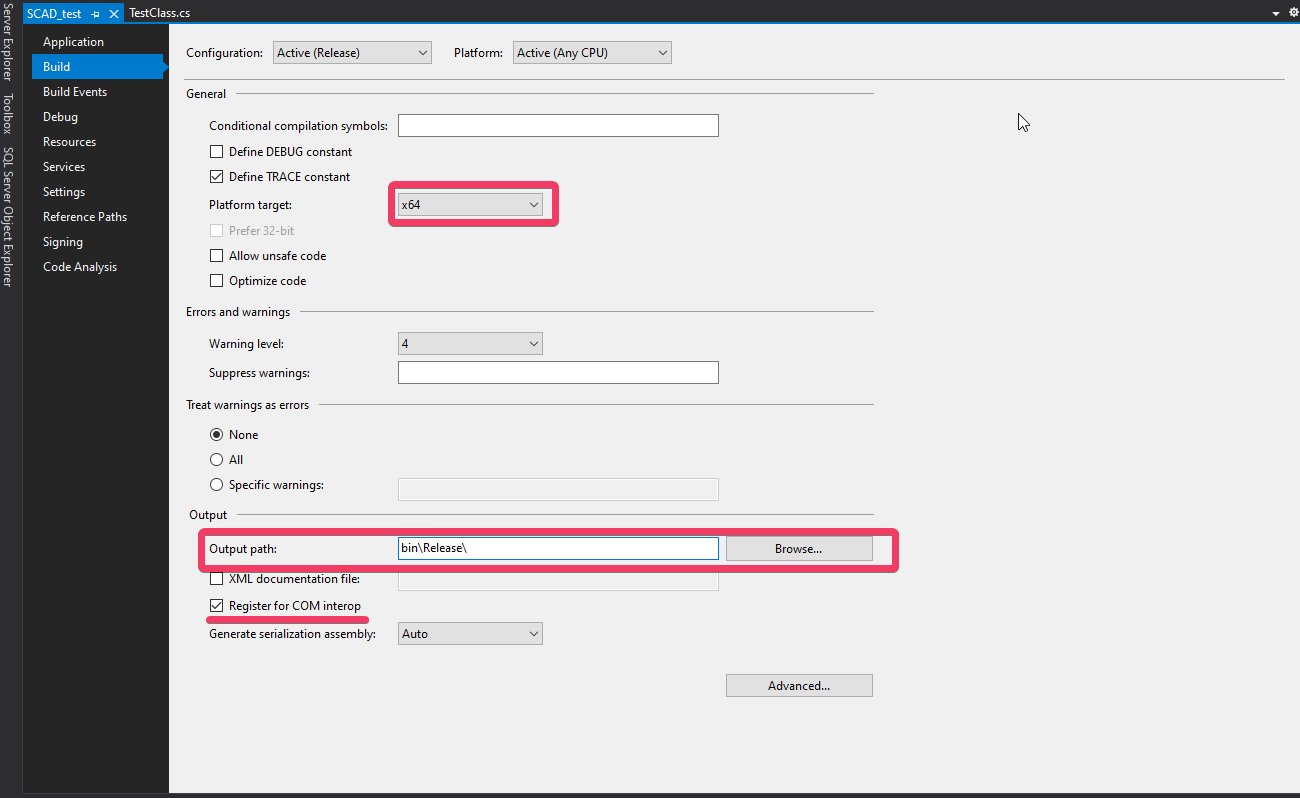 SCAD_test
TestClass.cs
Server Explorer
Toolbox
SQL Server Object Explorer
Application
Build
Build Events
Debug
Resources
Services
Settings
Reference Paths
Signing
Code Analysis
Configuration: Active (Release) Platform: Active (Any CPU)
General
Conditional compilation symbols:
Define DEBUG constant
Define TRACE constant
Platform target: x64
Prefer 32-bit
Allow unsafe code
Optimize code
Errors and warnings
Warning level: 4
Suppress warnings:
Treat warnings as errors
None
All
Specific warnings:
Output
Output path: bin\Release\ Browse...
XML documentation file:
Register for COM interop
Generate serialization assembly: Auto
Advanced...